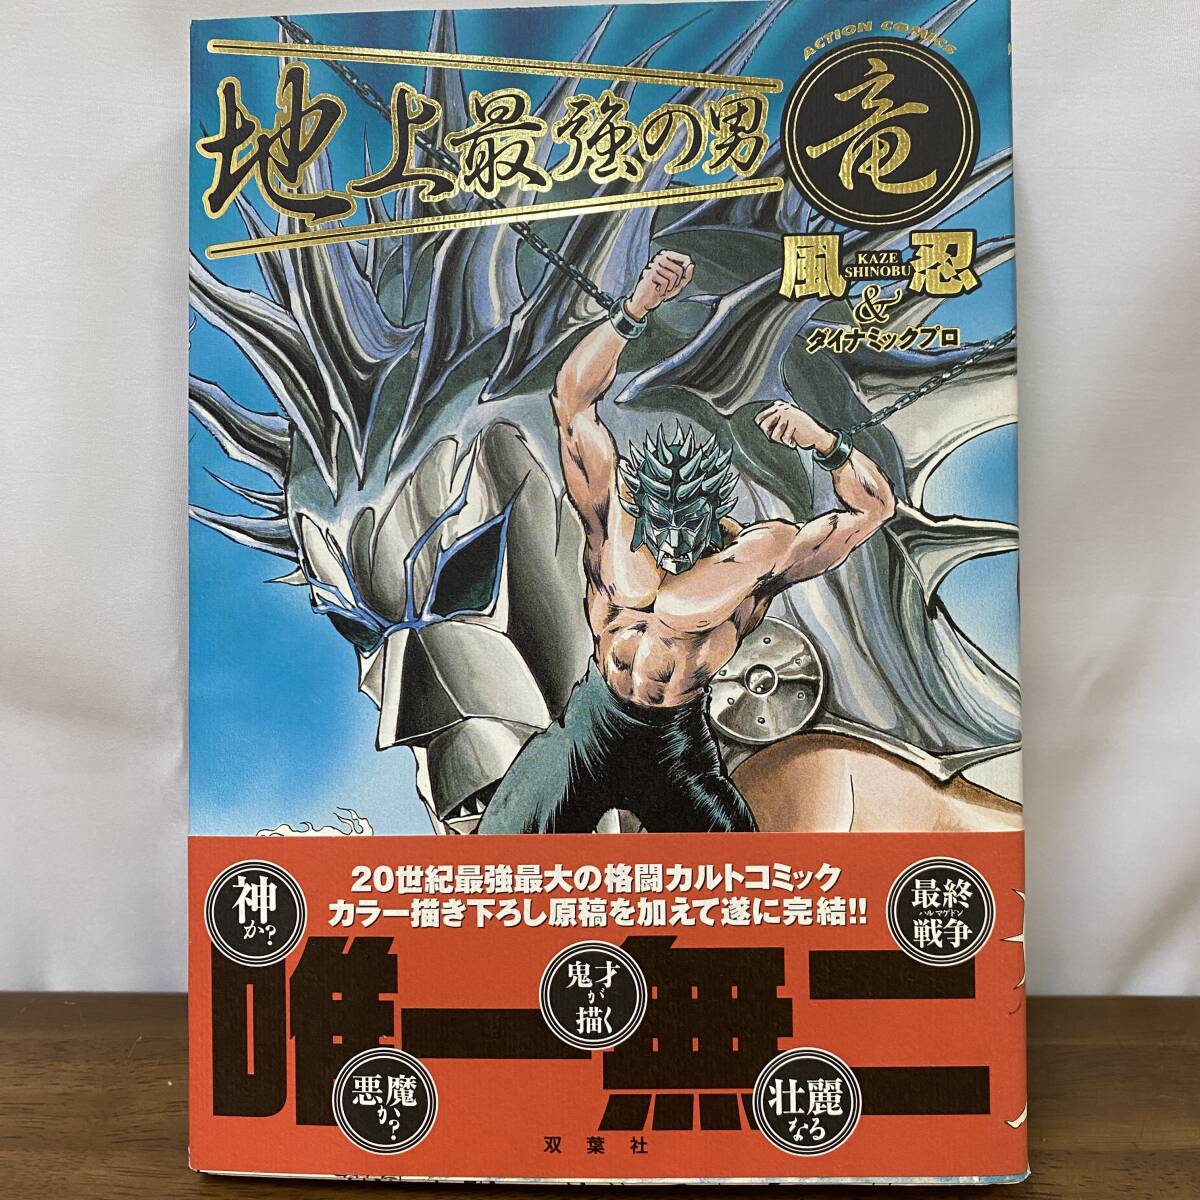 ACTION COMICS
地上最強の男
竜
風 忍
KAZE
SHINOBU
&
ダイナミックプロ
20世紀最強最大の格闘カルトコミック
カラー描き下ろし原稿を加えて遂に完結!!
神
か?
最終
ハルマゲドン
戦争
唯一無二
鬼才
が
描く
悪魔
か?
壮麗
なる
双葉社